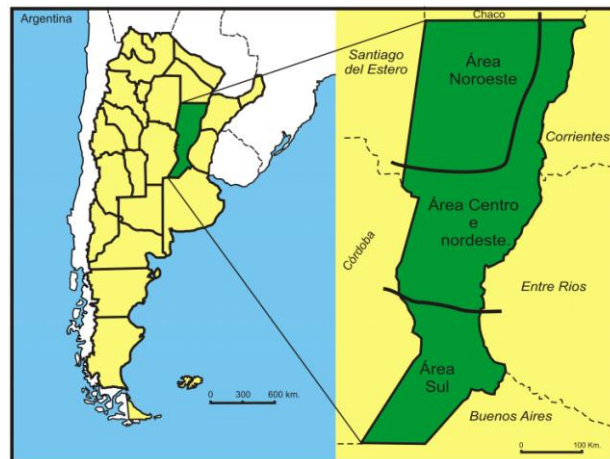 Argentina
0 300 600 km.
Chaco
Santiago
del Estero
Área
Noroeste
Corrientes
Área Centro
e
nordeste.
Córdoba
Entre Rios
Área
Sul
Buenos Aires
0 100 Km.